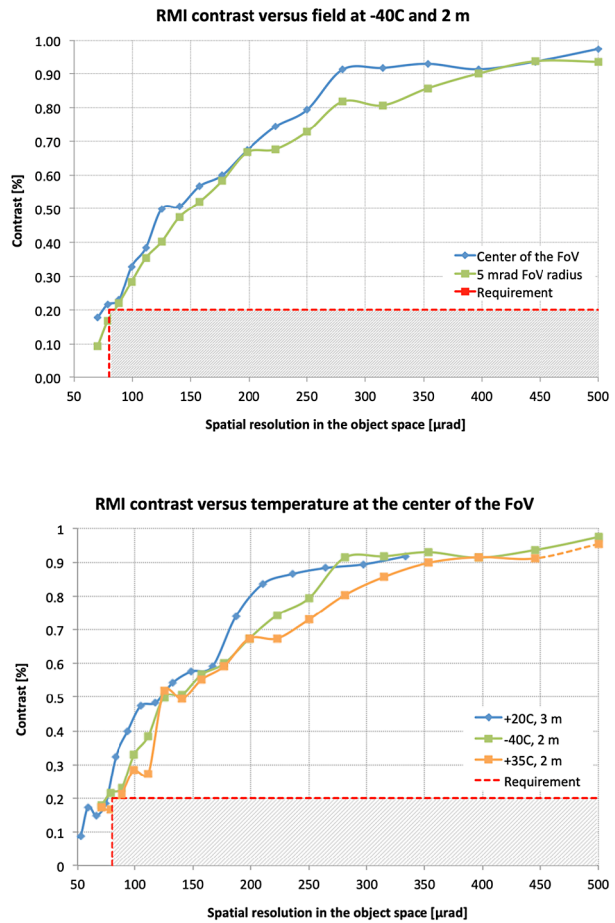 RMI contrast versus field at -40C and 2 m
1.00
0.90
0.80
0.70
0.60
0.50
0.40
0.30
0.20
0.10
0.00
Contrast [%]
Center of the FoV
5 mrad FoV radius
Requirement
50 100 150 200 250 300 350 400 450 500
Spatial resolution in the object space [µrad]
RMI contrast versus temperature at the center of the FoV
1
0.9
0.8
0.7
0.6
0.5
0.4
0.3
0.2
0.1
0
Contrast [%]
+20C, 3 m
-40C, 2 m
+35C, 2 m
Requirement
50 100 150 200 250 300 350 400 450 500
Spatial resolution in the object space [µrad]